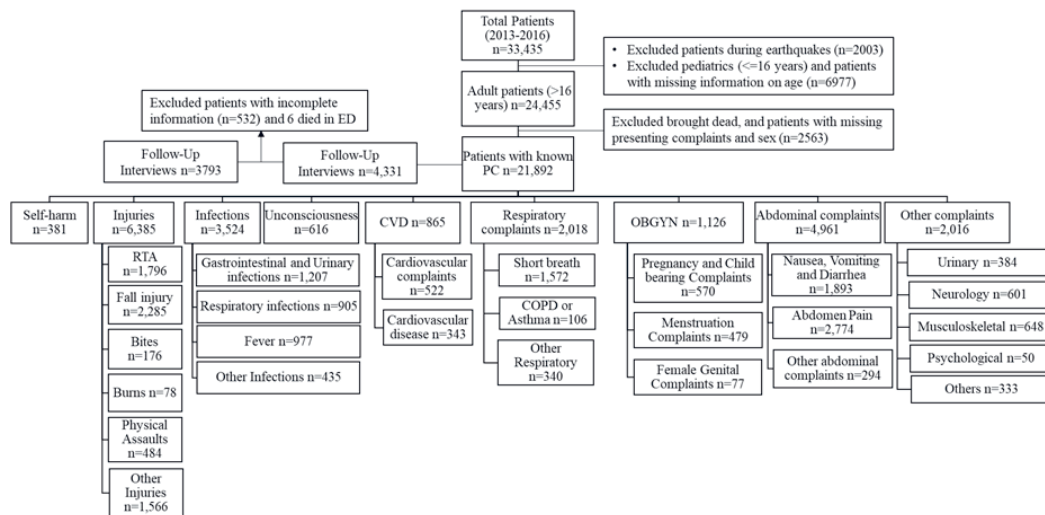 Total Patients
(2013-2016)
n=33,435
• Excluded patients during earthquakes (n=2003)
• Excluded pediatrics (<=16 years) and patients
with missing information on age (n=6977)
Adult patients (>16
years) n=24,455
Excluded patients with incomplete
information (n=532) and 6 died in ED
Excluded brought dead, and patients with missing
presenting complaints and sex (n=2563)
Follow-Up
Interviews n=3793
Follow-Up
Interviews n=4,331
Patients with known
PC n=21,892
Self-harm
n=381
Injuries
n=6,385
Infections
n=3,524
Unconsciousness
n=616
CVD n=865
Respiratory
complaints n=2,018
OBGYN n=1,126
Abdominal complaints
n=4,961
Other complaints
n=2,016
RTA
n=1,796
Fall injury
n=2,285
Bites
n=176
Burns n=78
Physical
Assaults
n=484
Other
Injuries
n=1,566
Gastrointestinal and Urinary
infections n=1,207
Respiratory infections n=905
Fever n=977
Other Infections n=435
Cardiovascular
complaints
n=522
Cardiovascular
disease n=343
Short breath
n=1,572
COPD or
Asthma n=106
Other
Respiratory
n=340
Pregnancy and Child
bearing Complaints
n=570
Menstruation
Complaints n=479
Female Genital
Complaints n=77
Nausea, Vomiting
and Diarrhea
n=1,893
Abdomen Pain
n=2,774
Other abdominal
complaints n=294
Urinary n=384
Neurology n=601
Musculoskeletal n=648
Psychological n=50
Others n=333